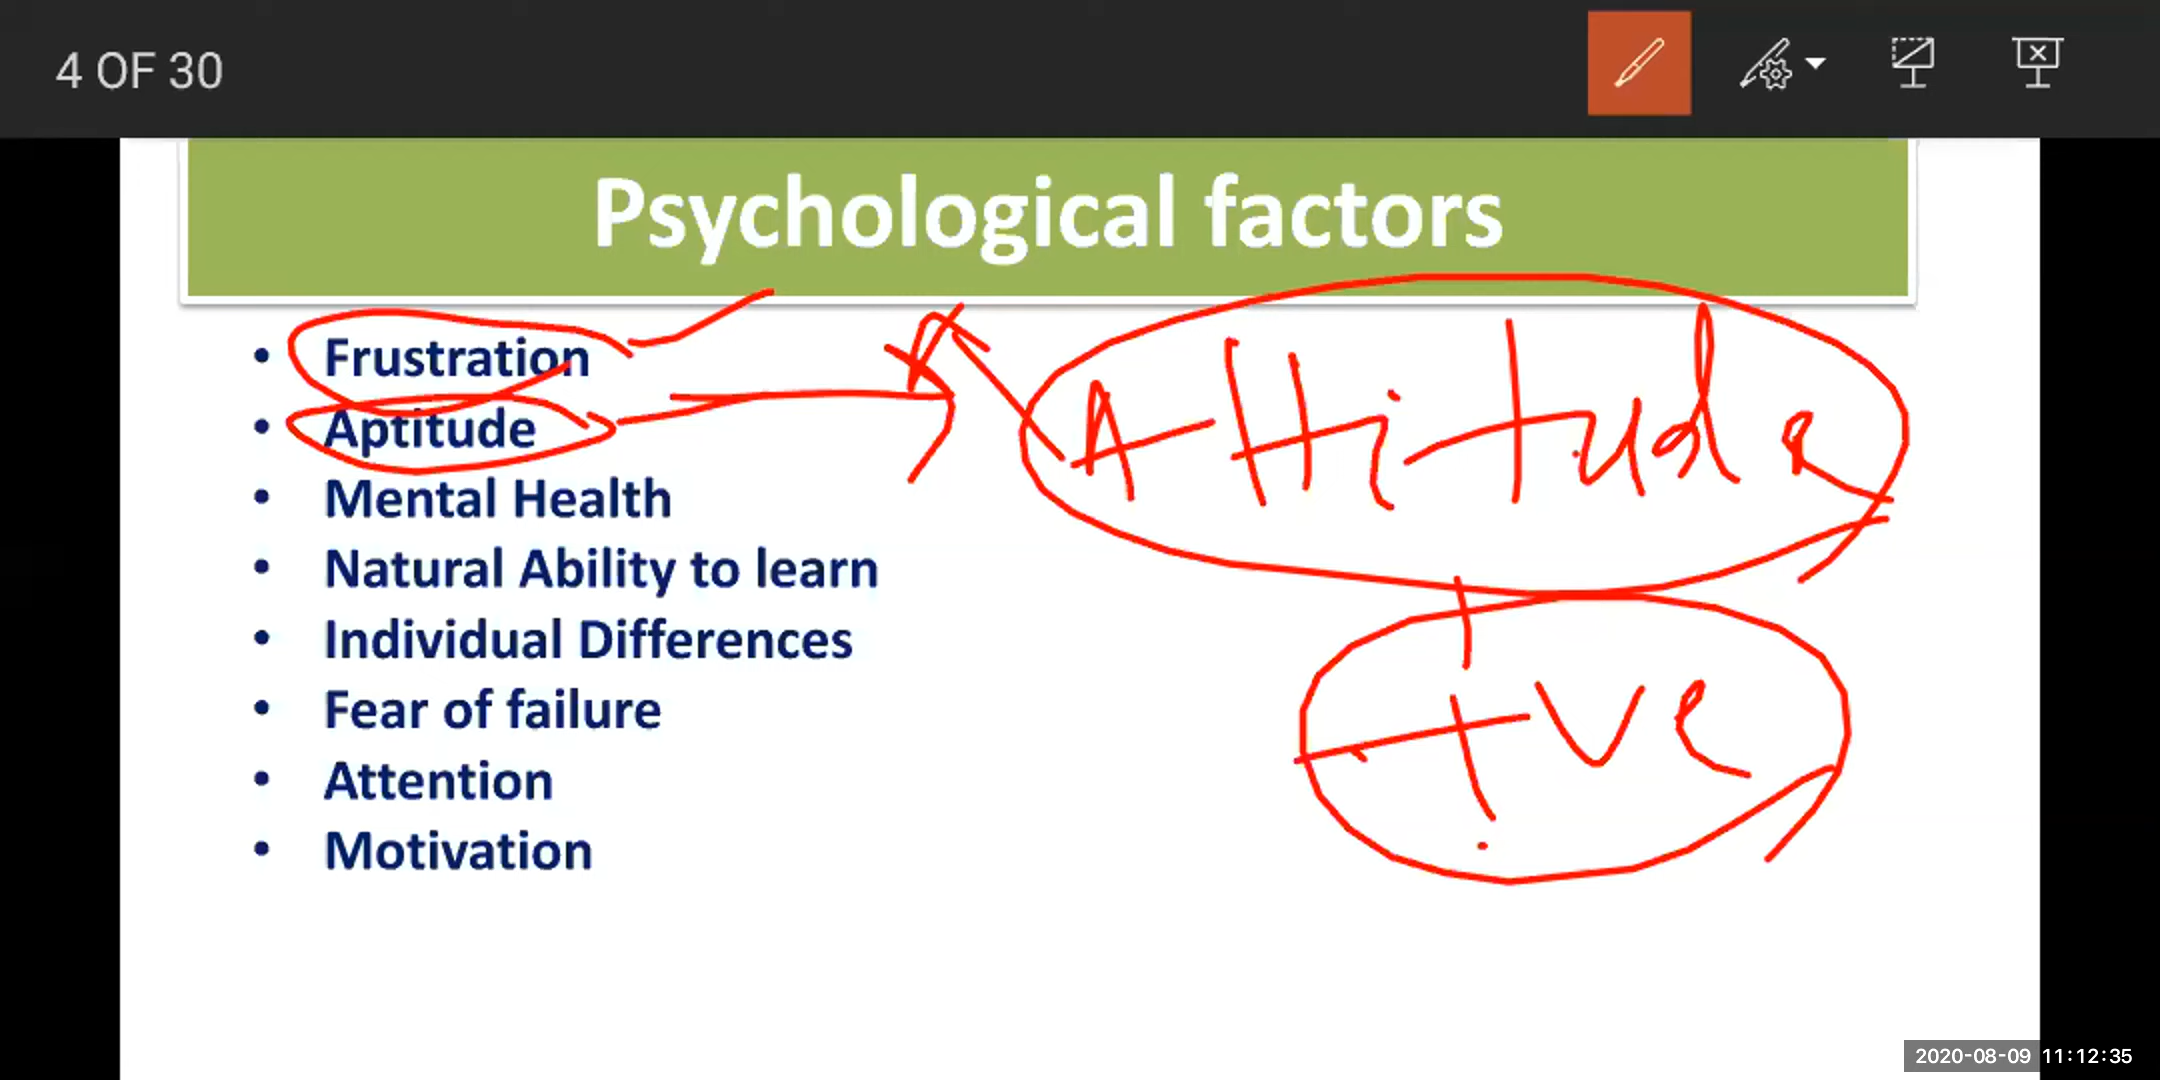 4 OF 30
Psychological factors
• Frustration
• Aptitude
Attitude
• Mental Health
• Natural Ability to learn
• Individual Differences
• Fear of failure
+ve
• Attention
• Motivation
2020-08-09 11:12:35